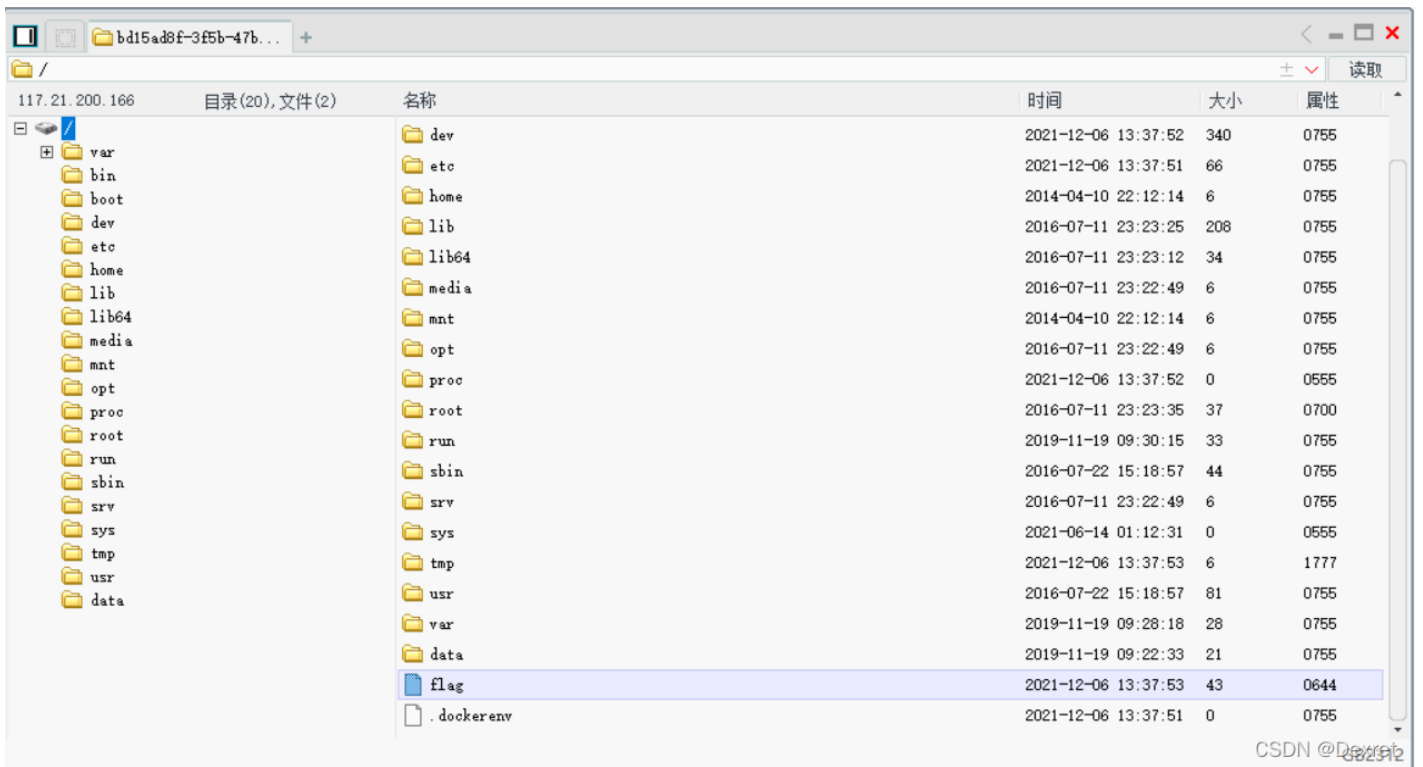 bd15ad8f-3f5b-47b... +
/ 读取
117.21.200.166 目录(20),文件(2) 名称 时间 大小 属性
/
var
bin
boot
dev
etc
home
lib
lib64
media
mnt
opt
proc
root
run
sbin
srv
sys
tmp
usr
data
dev 2021-12-06 13:37:52 340 0755
etc 2021-12-06 13:37:51 66 0755
home 2014-04-10 22:12:14 6 0755
lib 2016-07-11 23:23:25 208 0755
lib64 2016-07-11 23:23:12 34 0755
media 2016-07-11 23:22:49 6 0755
mnt 2014-04-10 22:12:14 6 0755
opt 2016-07-11 23:22:49 6 0755
proc 2021-12-06 13:37:52 0 0555
root 2016-07-11 23:23:35 37 0700
run 2019-11-19 09:30:15 33 0755
sbin 2016-07-22 15:18:57 44 0755
srv 2016-07-11 23:22:49 6 0755
sys 2021-06-14 01:12:31 0 0555
tmp 2021-12-06 13:37:53 6 1777
usr 2016-07-22 15:18:57 81 0755
var 2019-11-19 09:28:18 28 0755
data 2019-11-19 09:22:33 21 0755
flag 2021-12-06 13:37:53 43 0644
.dockerenv 2021-12-06 13:37:51 0 0755
CSDN @Dexret
GB2312